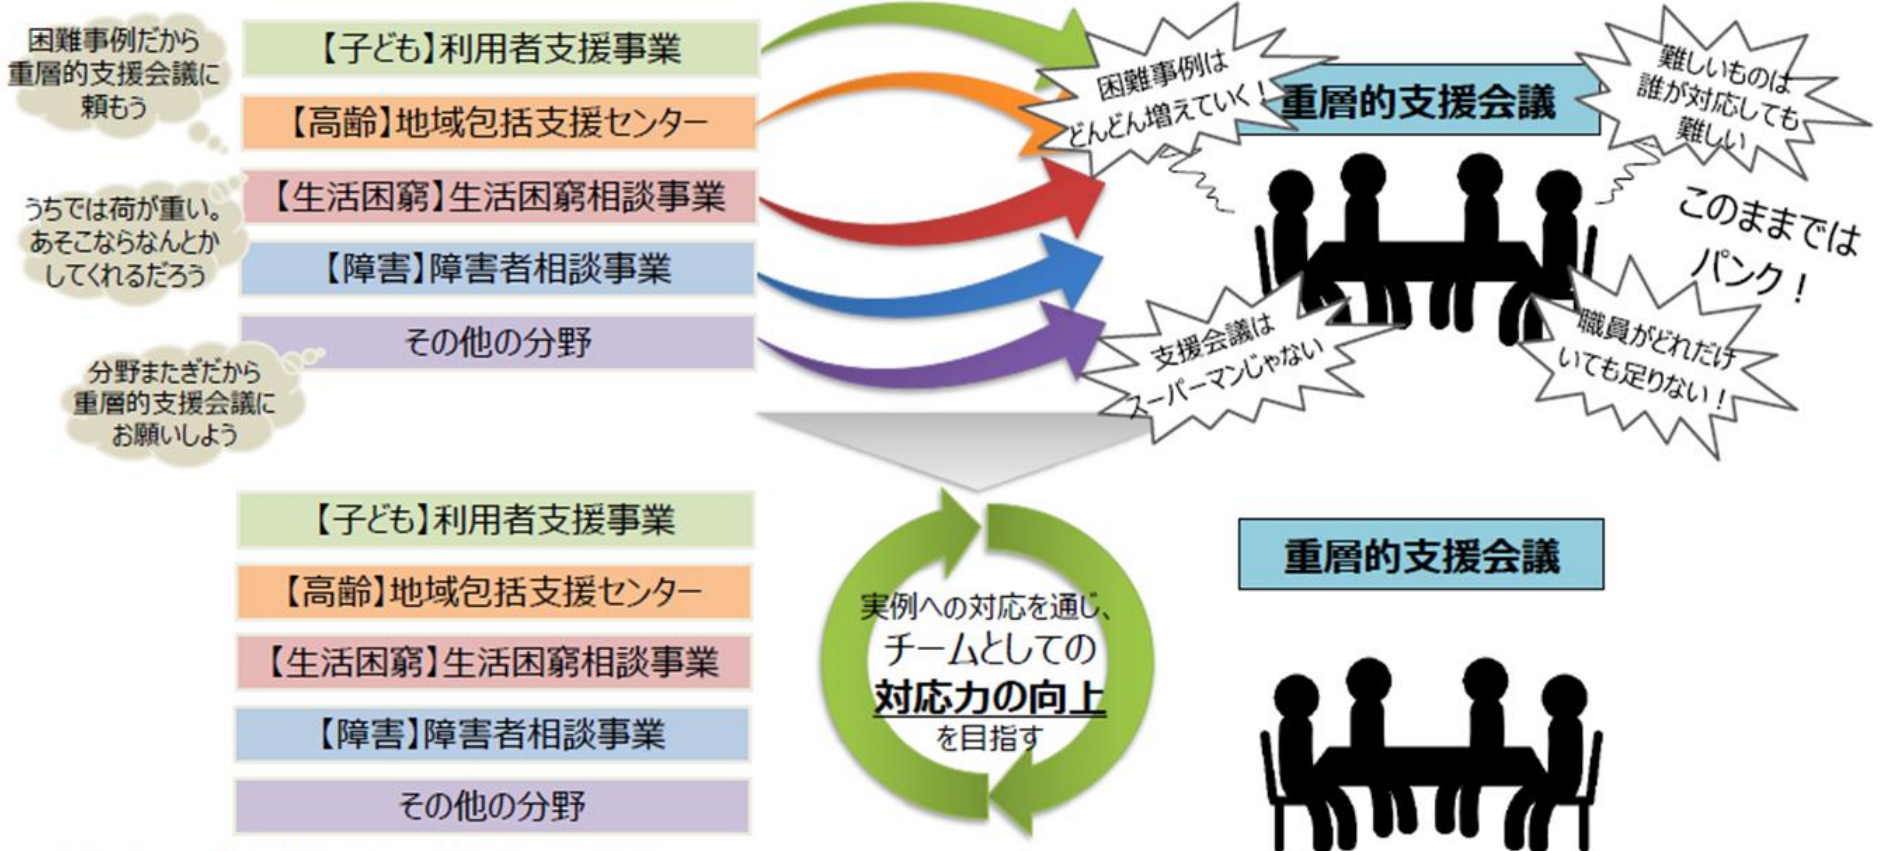 困難事例だから
重層的支援会議に
頼もう
うちでは荷が重い。
あそこならなんとか
してくれるだろう
分野またぎだから
重層的支援会議に
お願いしよう
【子ども】利用者支援事業
【高齢】地域包括支援センター
【生活困窮】生活困窮相談事業
【障害】障害者相談事業
その他の分野
困難事例は
どんどん増えていく！
重層的支援会議
難しいものは
誰が対応しても
難しい
このままでは
パンク！
支援会議は
スーパーマンじゃない
職員がどれだけ
いても足りない！
【子ども】利用者支援事業
【高齢】地域包括支援センター
【生活困窮】生活困窮相談事業
【障害】障害者相談事業
その他の分野
実例への対応を通じ、
チームとしての
対応力の向上
を目指す
重層的支援会議